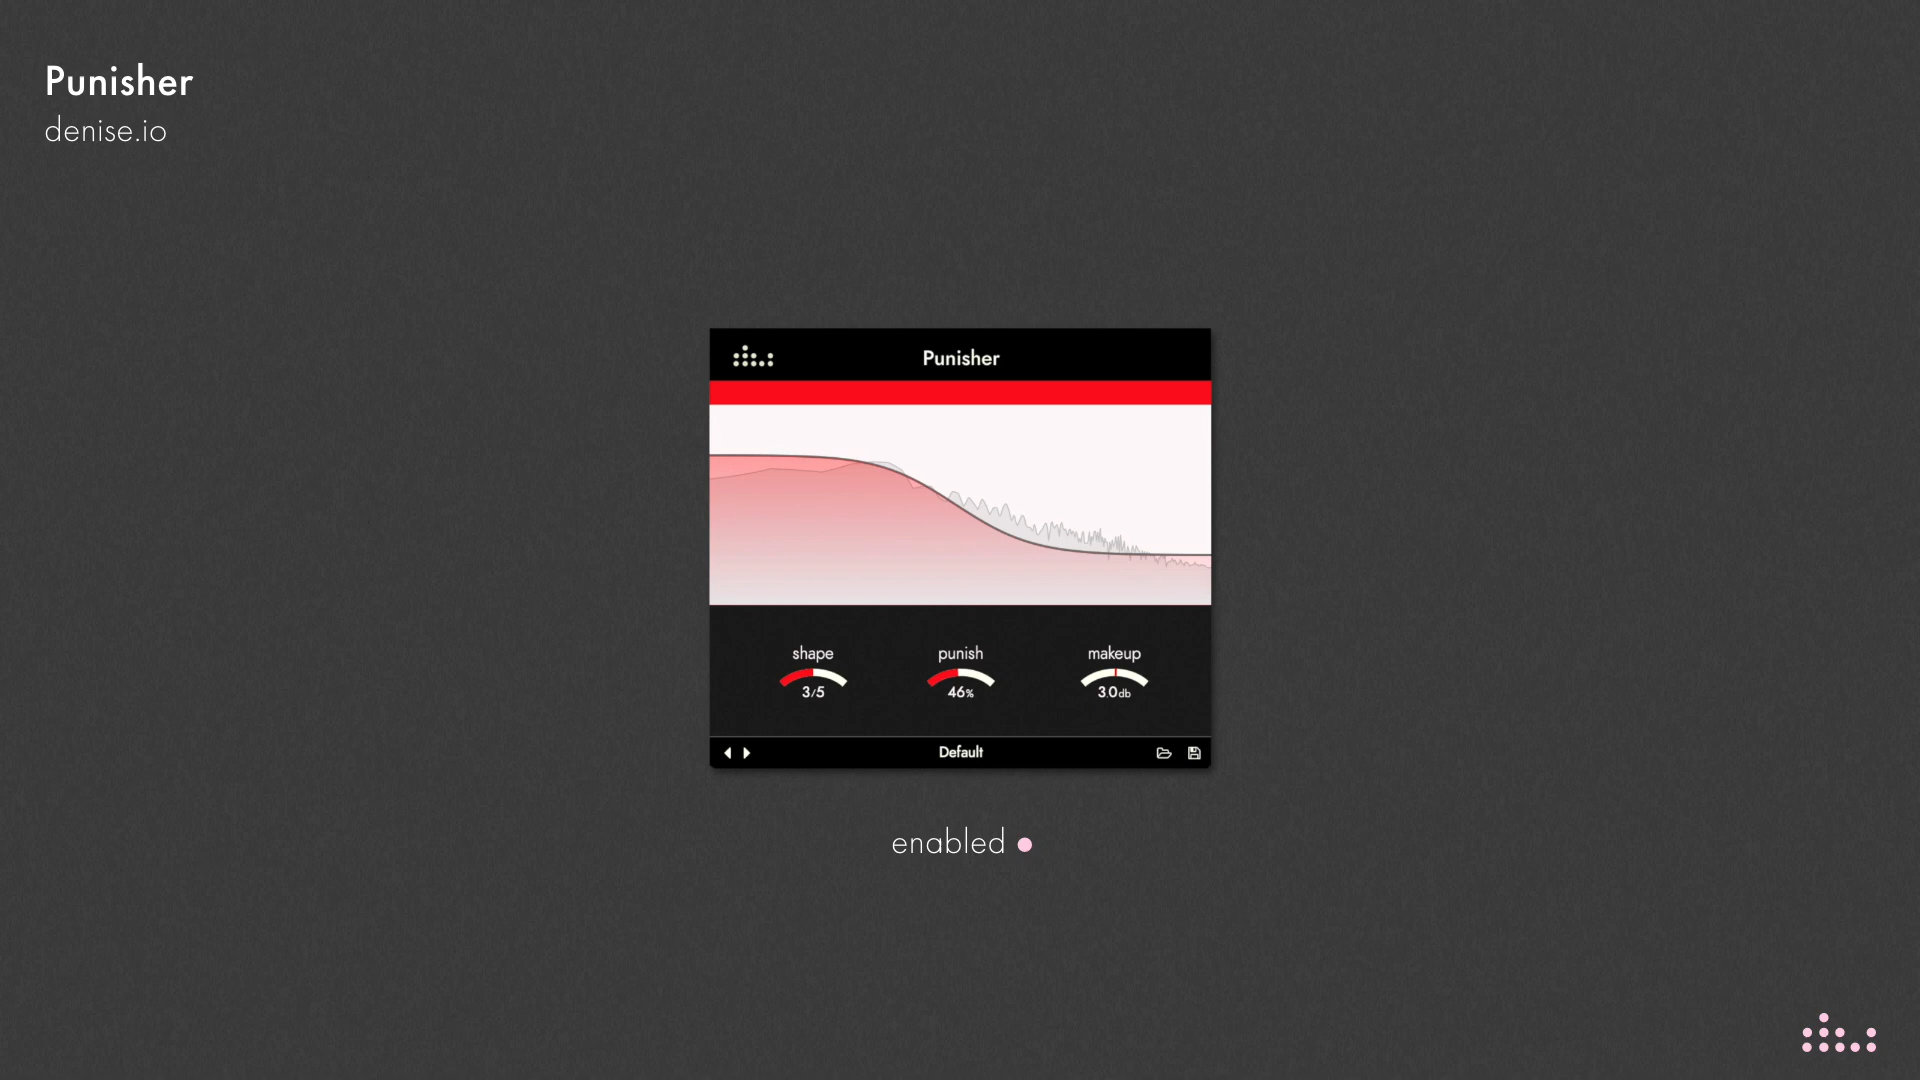 Punisher
denise.io
Punisher
shape punish makeup
3/5 46% 3.0db
Default
enabled